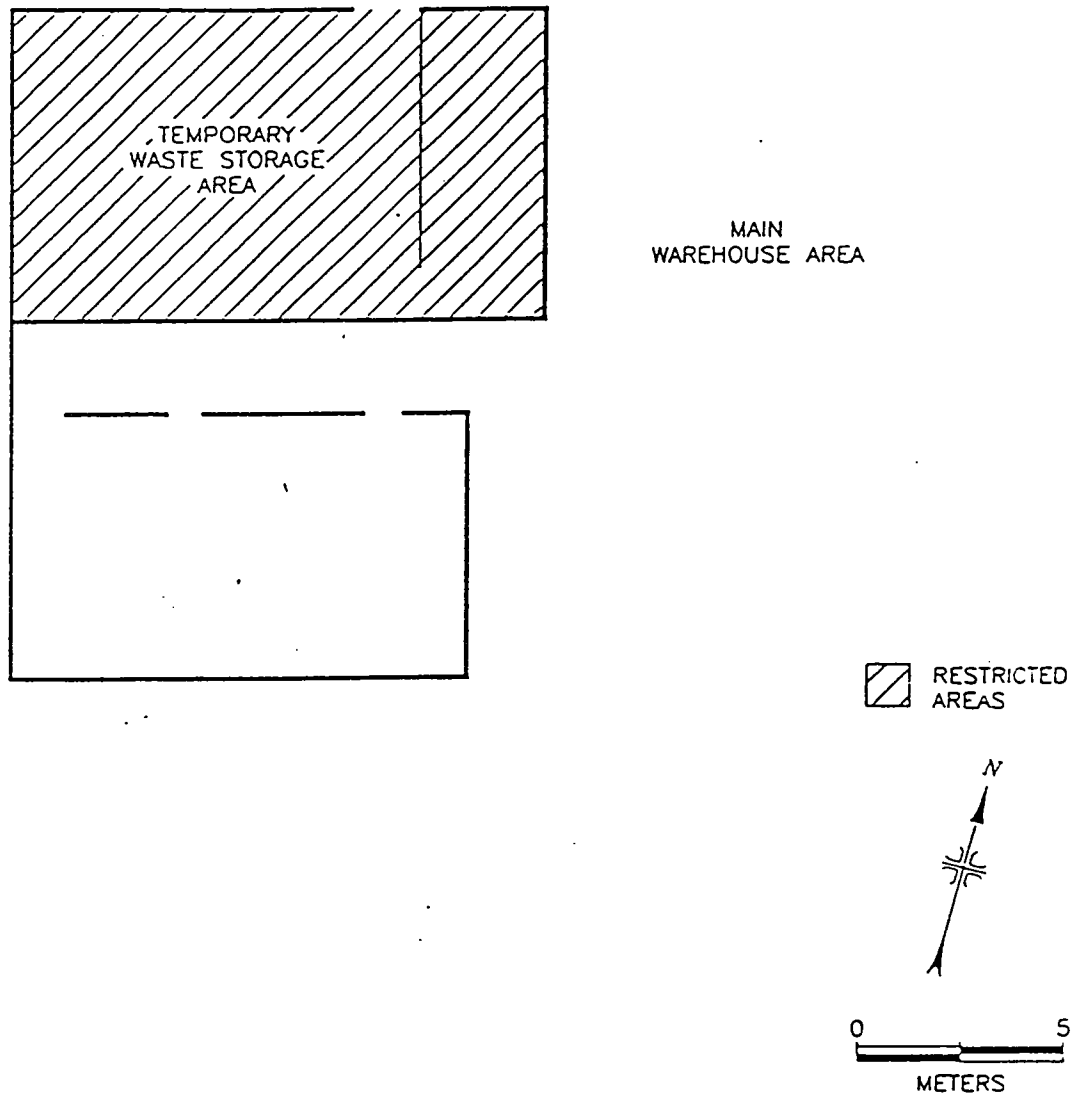 TEMPORARY
WASTE STORAGE
AREA
MAIN
WAREHOUSE AREA
RESTRICTED
AREAS
N
0 5
METERS